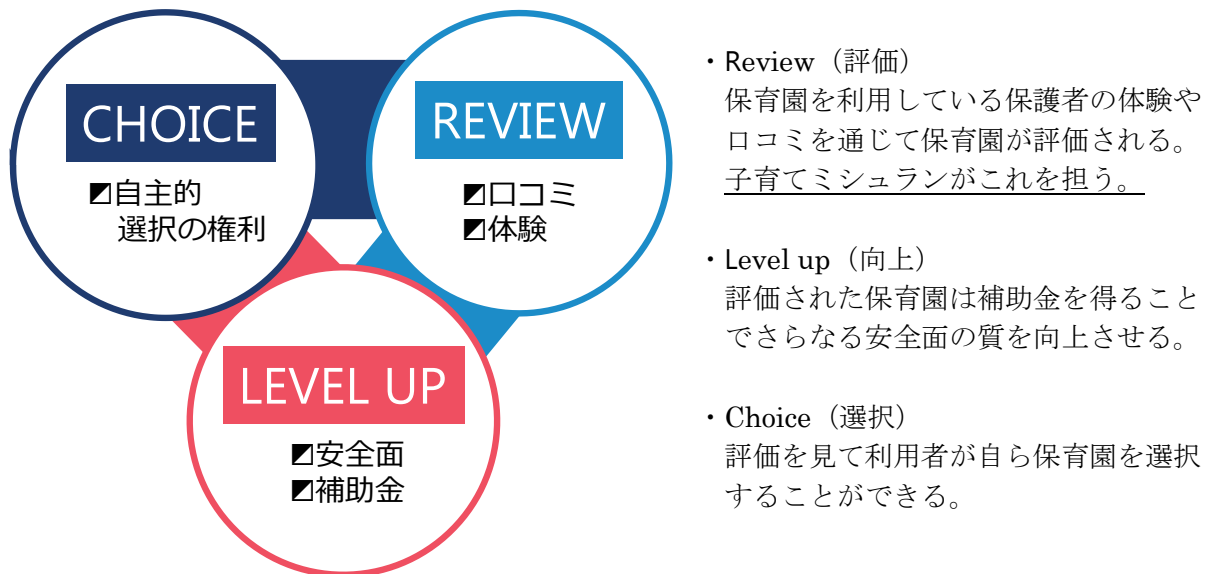 CHOICE
◩自主的
選択の権利
REVIEW
◩口コミ
◩体験
LEVEL UP
◩安全面
◩補助金
・Review（評価）
保育園を利用している保護者の体験や
口コミを通じて保育園が評価される。
子育てミシュランがこれを担う。
・Level up（向上）
評価された保育園は補助金を得ること
でさらなる安全面の質を向上させる。
・Choice（選択）
評価を見て利用者が自ら保育園を選択
することができる。